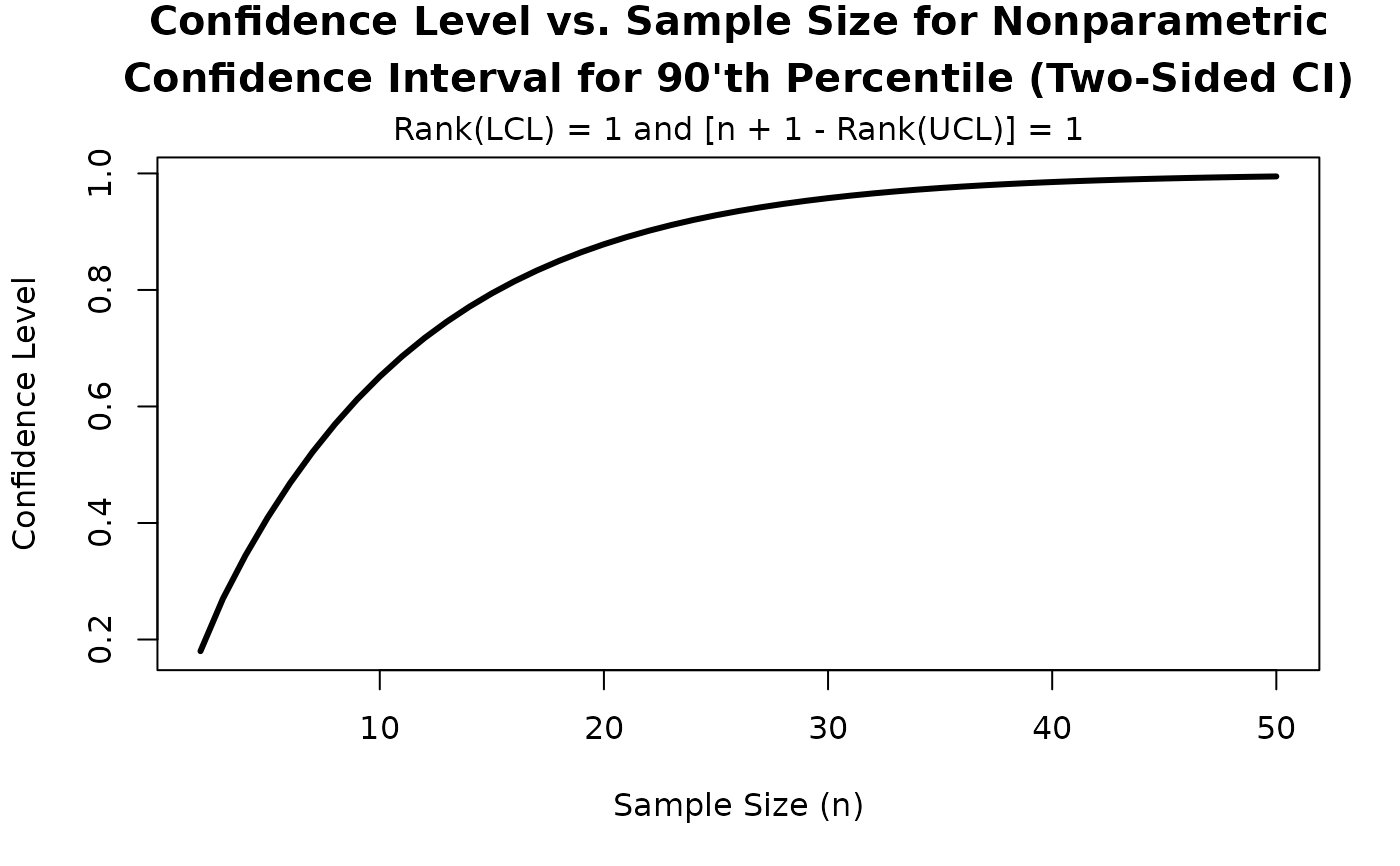 Confidence Level vs. Sample Size for Nonparametric
Confidence Interval for 90'th Percentile (Two-Sided CI)
Rank(LCL) = 1 and [n + 1 - Rank(UCL)] = 1
Confidence Level
1.0
0.8
0.6
0.4
0.2
10 20 30 40 50
Sample Size (n)